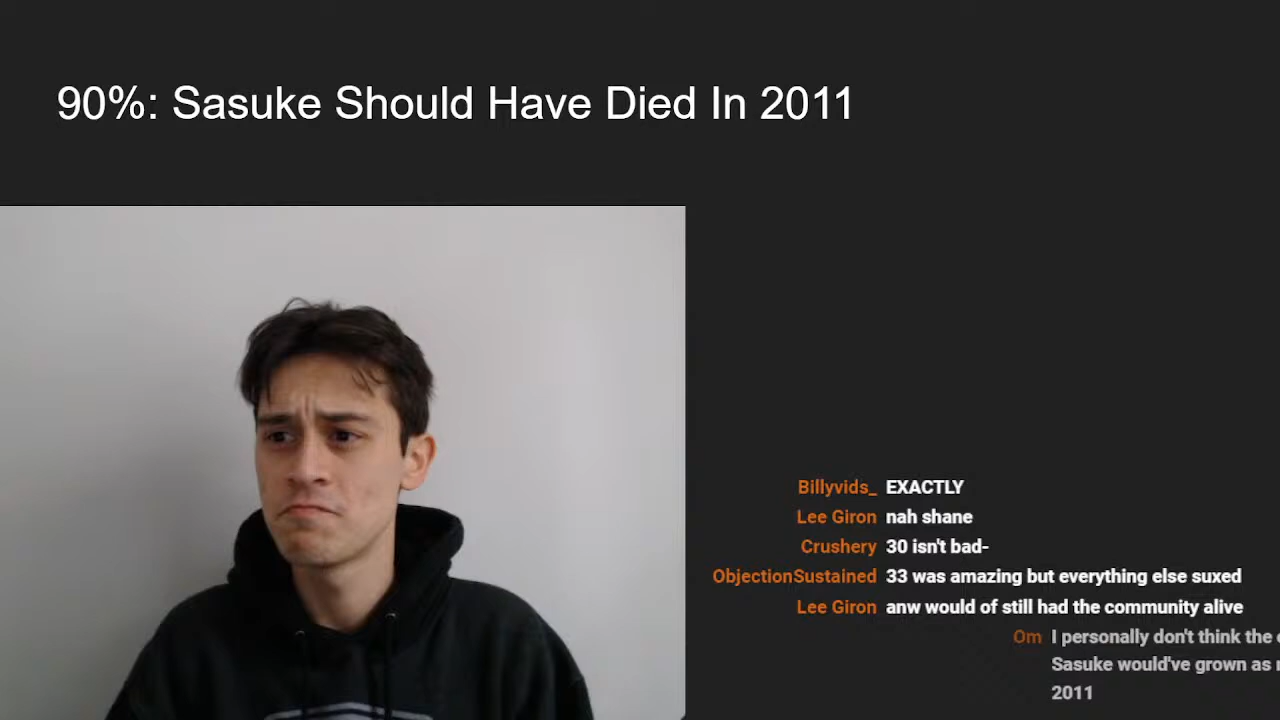 90%: Sasuke Should Have Died In 2011
Billyvids_ EXACTLY
Lee Giron nah shane
Crushery 30 isn't bad-
ObjectionSustained 33 was amazing but everything else suxed
Lee Giron anw would of still had the community alive
Om I personally don't think the
Sasuke would've grown as
2011